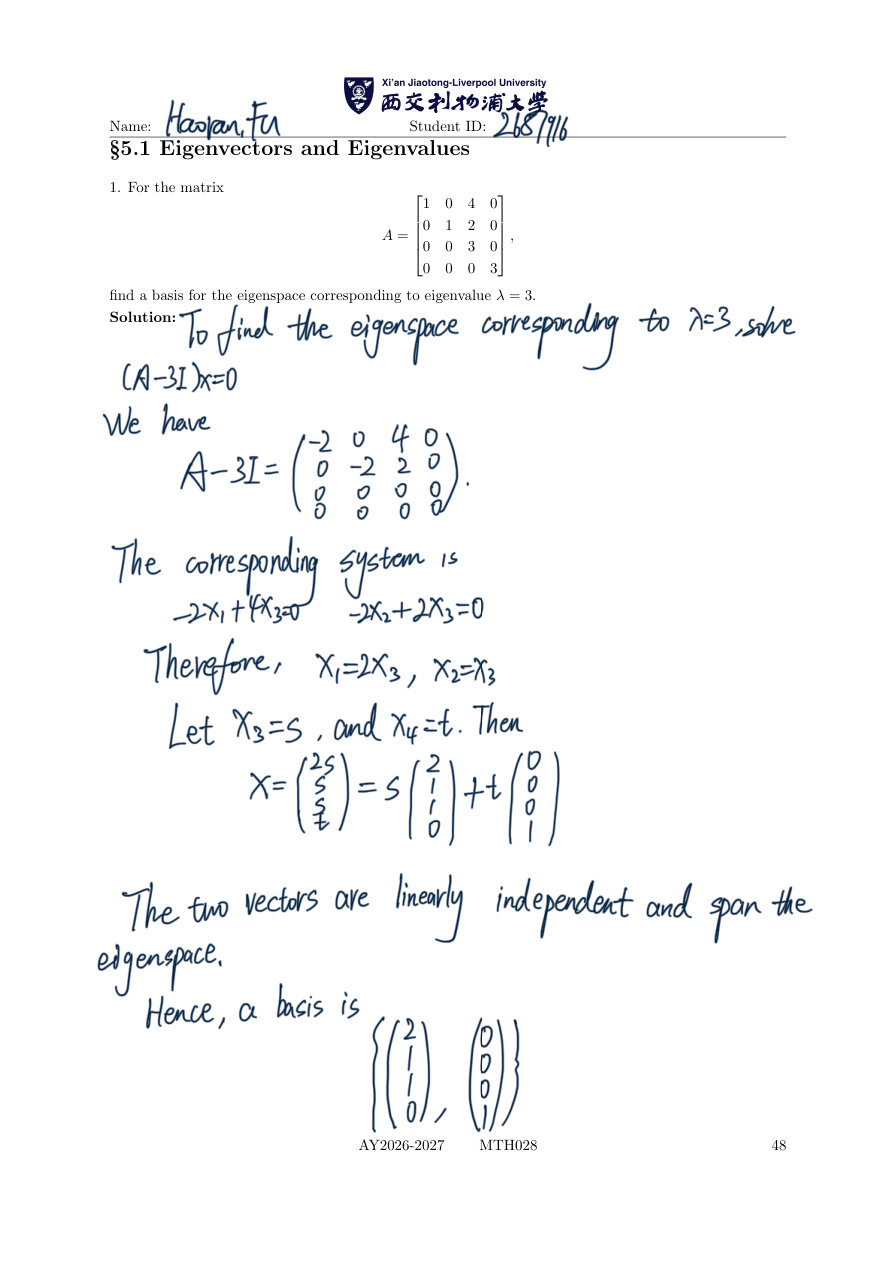 Xi'an Jiaotong-Liverpool University
西交利物浦大學
Name: Haoran, Fu Student ID: 2687916
§5.1 Eigenvectors and Eigenvalues
1. For the matrix
A = [1 0 4 0
0 1 2 0
0 0 3 0
0 0 0 3],
find a basis for the eigenspace corresponding to eigenvalue λ = 3.
Solution: To find the eigenspace corresponding to λ=3, solve
(A-3I)x=0
We have
A-3I= (-2 0 4 0
0 -2 2 0
0 0 0 0
0 0 0 0).
The corresponding system is
-2x₁+4x₃=0 -2x₂+2x₃=0
Therefore, x₁=2x₃, x₂=x₃
Let x₃=s, and x₄=t. Then
x= (2s s s t) = s (2 1 1 0) + t (0 0 0 1)
The two vectors are linearly independent and span the
eigenspace.
Hence, a basis is
{(2 1 1 0), (0 0 0 1)}
AY2026-2027 MTH028 48